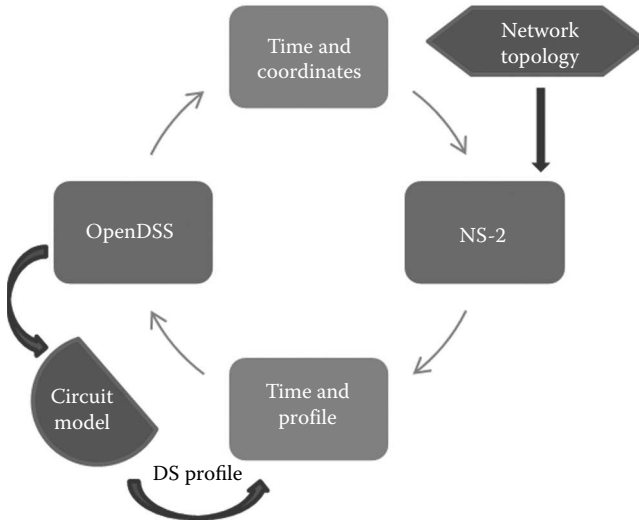 Time and
coordinates
Network
topology
OpenDSS
NS-2
Circuit
model
Time and
profile
DS profile